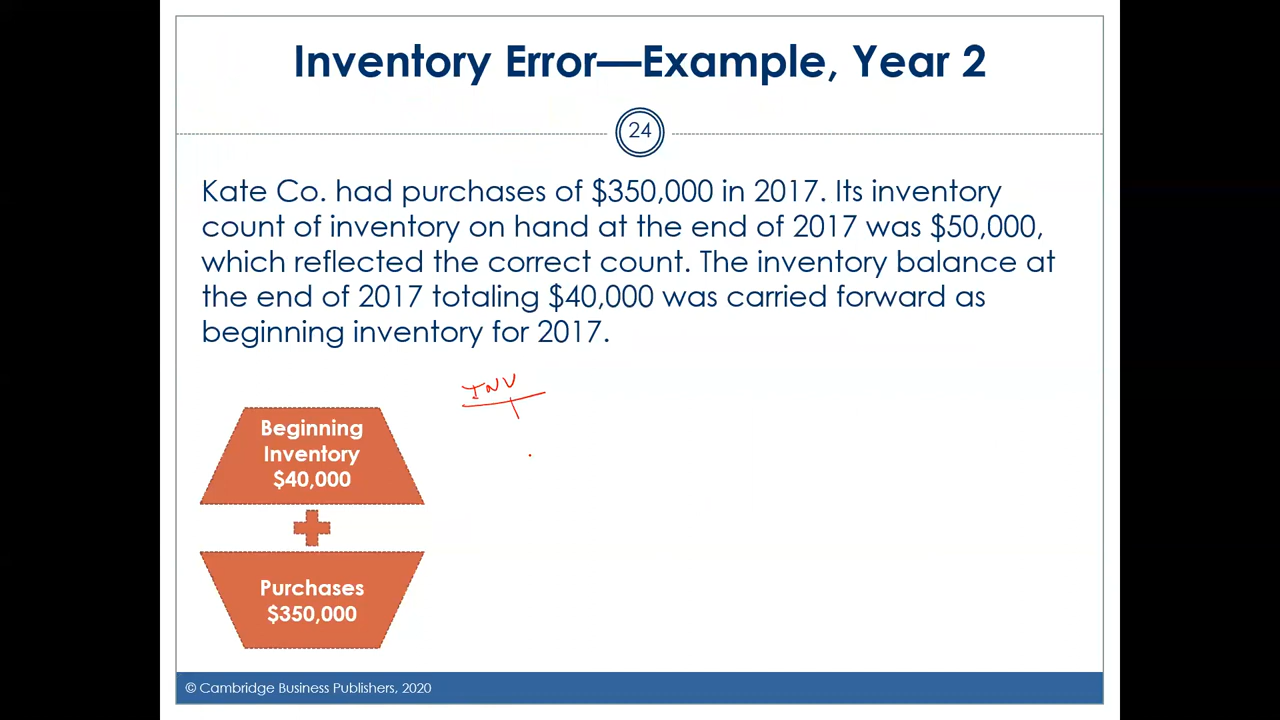 Inventory Error—Example, Year 2
24
Kate Co. had purchases of $350,000 in 2017. Its inventory
count of inventory on hand at the end of 2017 was $50,000,
which reflected the correct count. The inventory balance at
the end of 2017 totaling $40,000 was carried forward as
beginning inventory for 2017.
INV
Beginning
Inventory
$40,000
Purchases
$350,000
© Cambridge Business Publishers, 2020